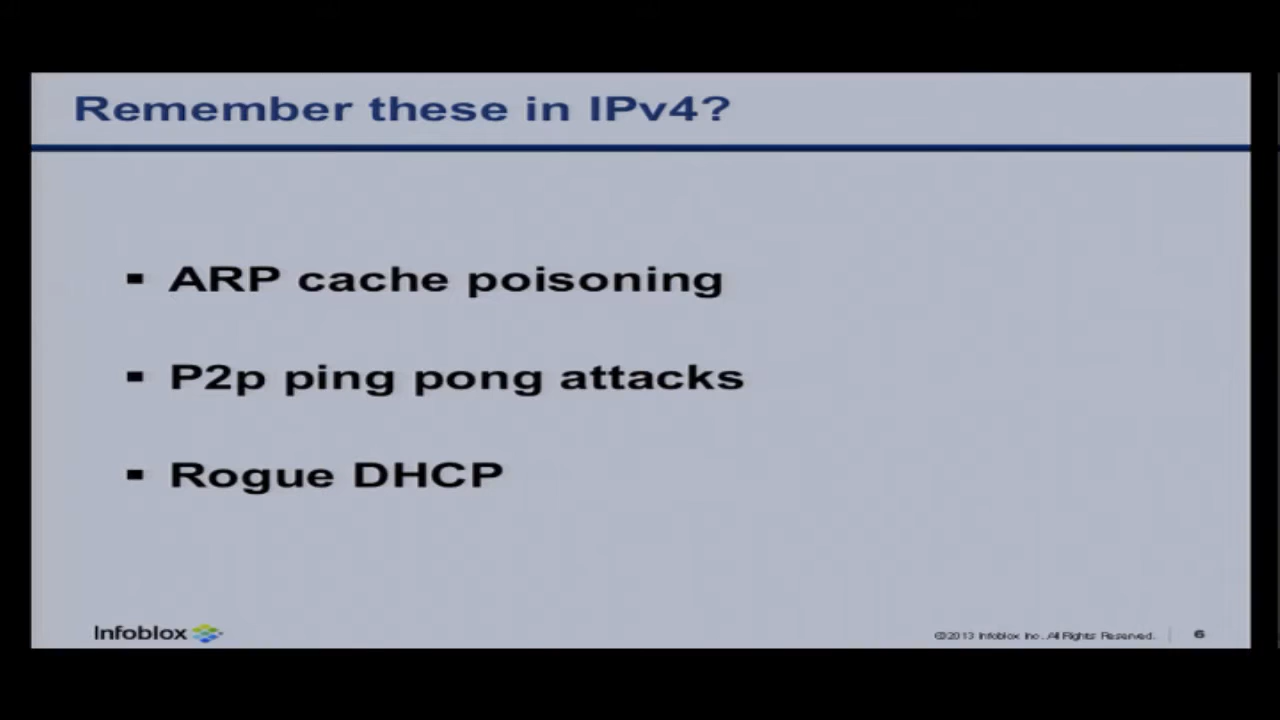 Remember these in IPv4?
▪ ARP cache poisoning
▪ P2p ping pong attacks
▪ Rogue DHCP
Infoblox
©2013 Infoblox Inc. All Rights Reserved.
6